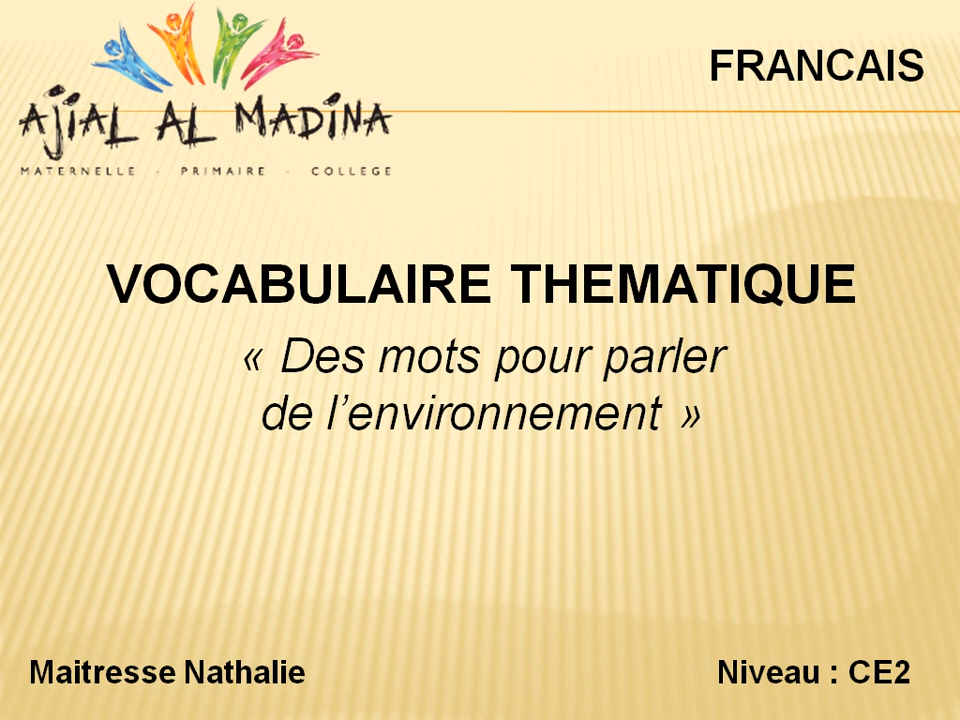 FRANCAIS
AJIAL AL MADINA
MATERNELLE - PRIMAIRE - COLLEGE
VOCABULAIRE THEMATIQUE
« Des mots pour parler
de l’environnement »
Maitresse Nathalie
Niveau : CE2